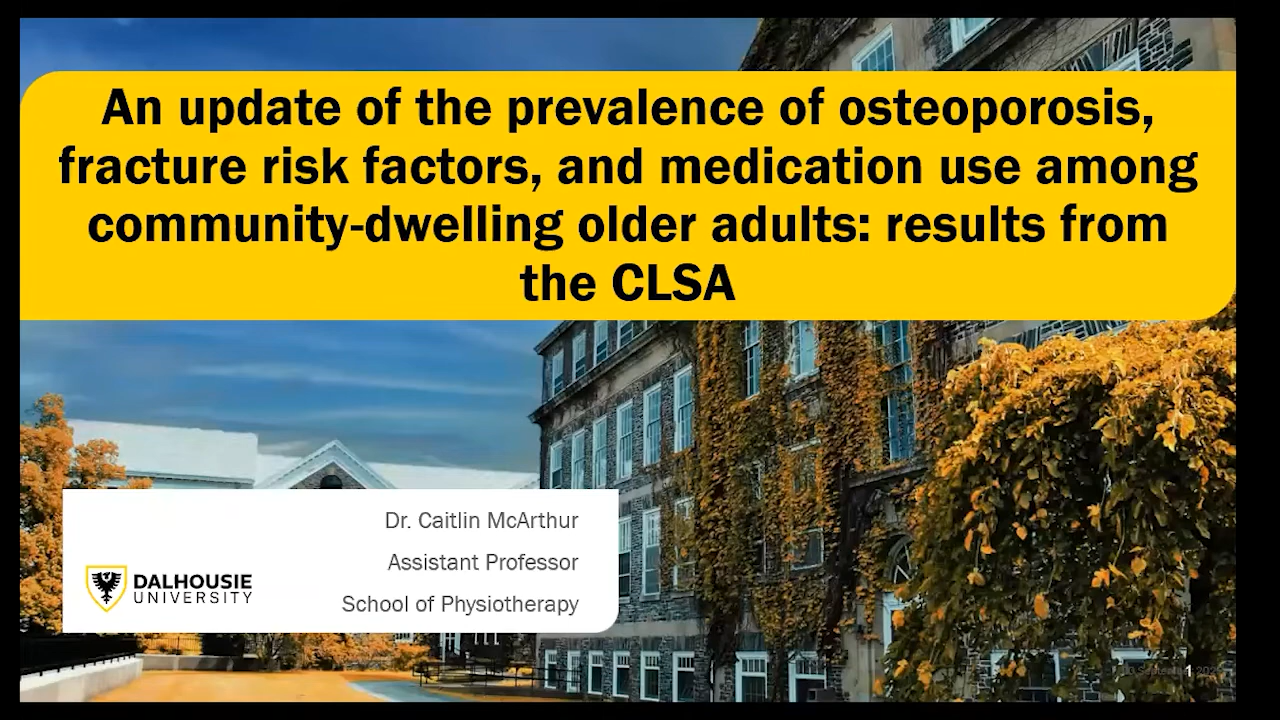 An update of the prevalence of osteoporosis,
fracture risk factors, and medication use among
community-dwelling older adults: results from
the CLSA
Dr. Caitlin McArthur
Assistant Professor
School of Physiotherapy
DALHOUSIE
UNIVERSITY